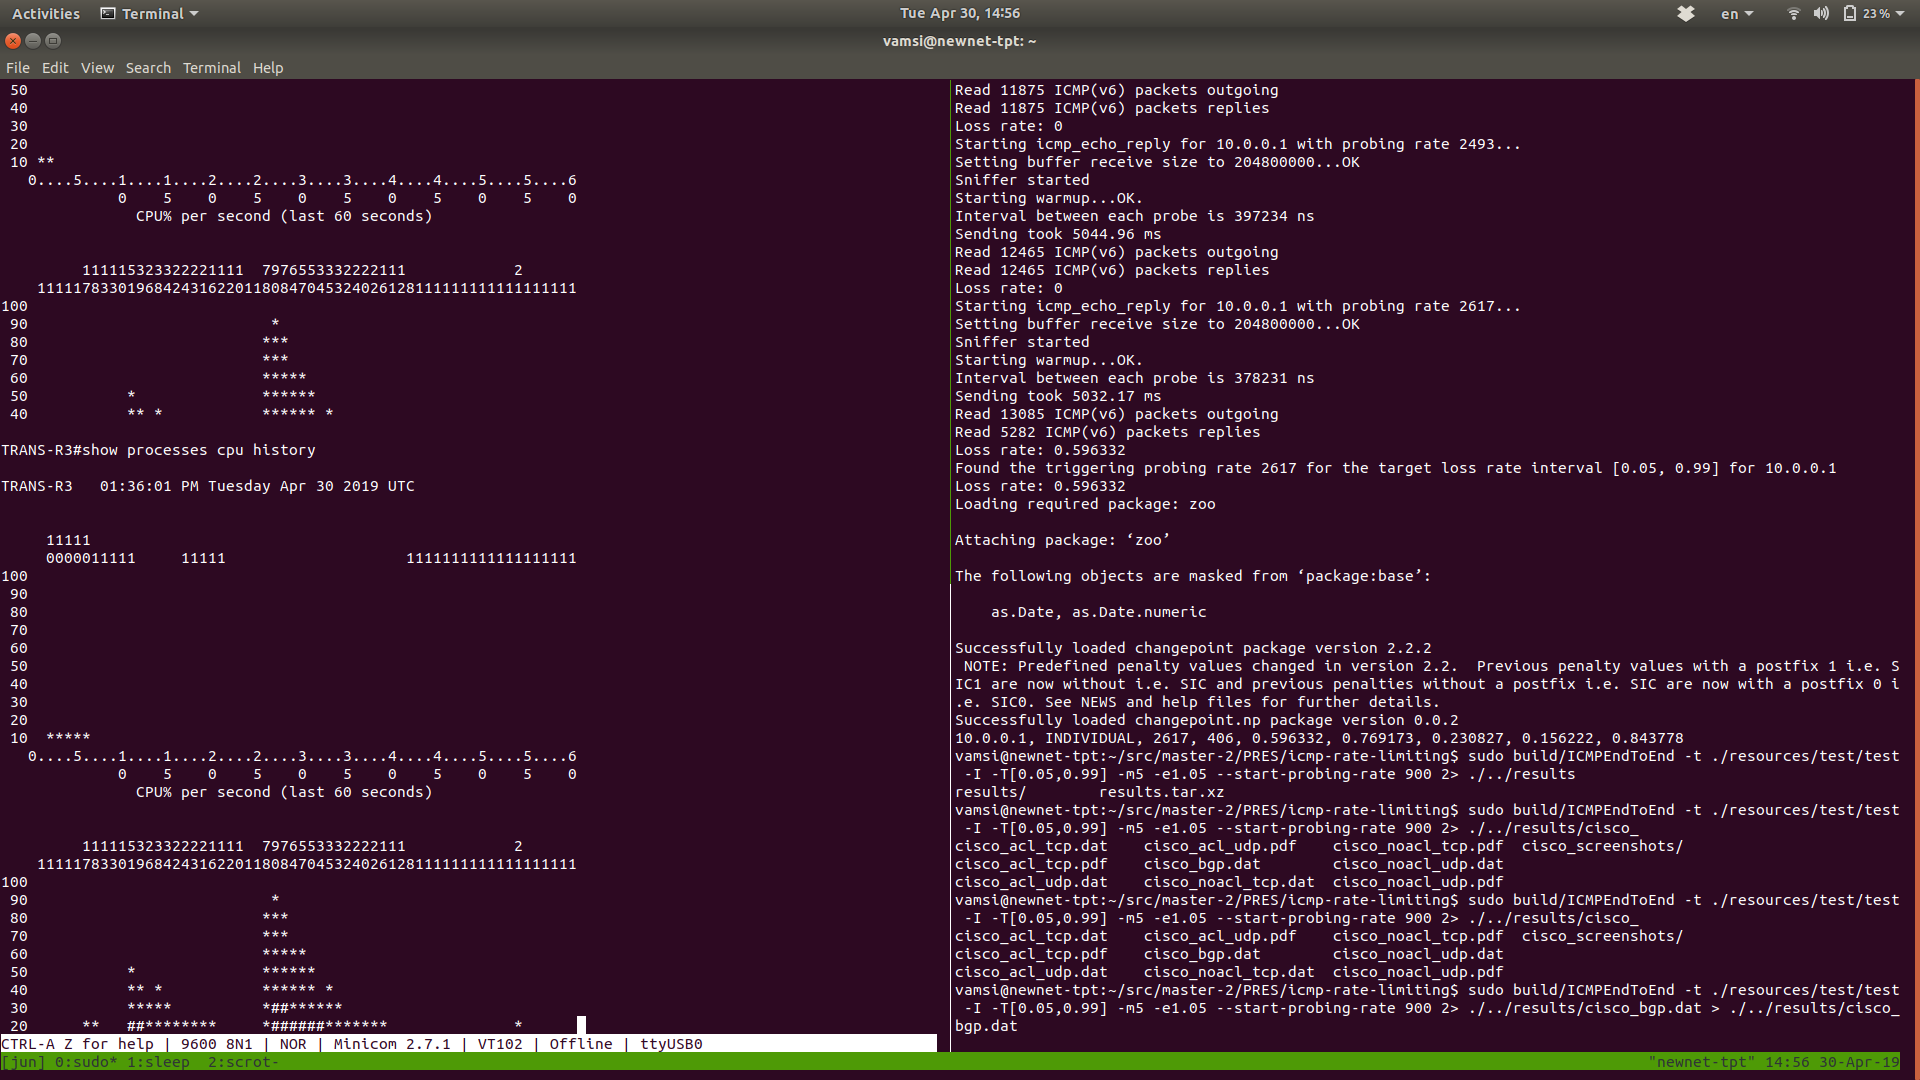 Activities Terminal Tue Apr 30, 14:56 en 23 %
vamsi@newnet-tpt: ~
File Edit View Search Terminal Help
50
40
30
20
10 **
0....5....1....1....2....2....3....3....4....4....5....5....6
0 5 0 5 0 5 0 5 0 5 0
CPU% per second (last 60 seconds)
111115323322221111 7976553332222111 2
111117833019684243162201180847045324026128111111111111111111
100
90 *
80 ***
70 ***
60 *****
50 * ******
40 ** * ****** *
TRANS-R3#show processes cpu history
TRANS-R3 01:36:01 PM Tuesday Apr 30 2019 UTC
11111
0000011111 11111 1111111111111111111
100
90
80
70
60
50
40
30
20
10 *****
0....5....1....1....2....2....3....3....4....4....5....5....6
0 5 0 5 0 5 0 5 0 5 0
CPU% per second (last 60 seconds)
111115323322221111 7976553332222111 2
111117833019684243162201180847045324026128111111111111111111
100
90 *
80 ***
70 ***
60 *****
50 * ******
40 ** * ****** *
30 ***** *##******
20 ** ##******** *######******* *
CTRL-A Z for help | 9600 8N1 | NOR | Minicom 2.7.1 | VT102 | Offline | ttyUSB0
Read 11875 ICMP(v6) packets outgoing
Read 11875 ICMP(v6) packets replies
Loss rate: 0
Starting icmp_echo_reply for 10.0.0.1 with probing rate 2493...
Setting buffer receive size to 204800000...OK
Sniffer started
Starting warmup...OK.
Interval between each probe is 397234 ns
Sending took 5044.96 ms
Read 12465 ICMP(v6) packets outgoing
Read 12465 ICMP(v6) packets replies
Loss rate: 0
Starting icmp_echo_reply for 10.0.0.1 with probing rate 2617...
Setting buffer receive size to 204800000...OK
Sniffer started
Starting warmup...OK.
Interval between each probe is 378231 ns
Sending took 5032.17 ms
Read 13085 ICMP(v6) packets outgoing
Read 5282 ICMP(v6) packets replies
Loss rate: 0.596332
Found the triggering probing rate 2617 for the target loss rate interval [0.05, 0.99] for 10.0.0.1
Loss rate: 0.596332
Loading required package: zoo
Attaching package: ‘zoo’
The following objects are masked from ‘package:base’:
as.Date, as.Date.numeric
Successfully loaded changepoint package version 2.2.2
NOTE: Predefined penalty values changed in version 2.2. Previous penalty values with a postfix 1 i.e. S
IC1 are now without i.e. SIC and previous penalties without a postfix i.e. SIC are now with a postfix 0 i
.e. SIC0. See NEWS and help files for further details.
Successfully loaded changepoint.np package version 0.0.2
10.0.0.1, INDIVIDUAL, 2617, 406, 0.596332, 0.769173, 0.230827, 0.156222, 0.843778
vamsi@newnet-tpt:~/src/master-2/PRES/icmp-rate-limiting$ sudo build/ICMPEndToEnd -t ./resources/test/test
-I -T[0.05,0.99] -m5 -e1.05 --start-probing-rate 900 2> ./../results
results/ results.tar.xz
vamsi@newnet-tpt:~/src/master-2/PRES/icmp-rate-limiting$ sudo build/ICMPEndToEnd -t ./resources/test/test
-I -T[0.05,0.99] -m5 -e1.05 --start-probing-rate 900 2> ./../results/cisco_
cisco_acl_tcp.dat cisco_acl_udp.pdf cisco_noacl_tcp.pdf cisco_screenshots/
cisco_acl_tcp.pdf cisco_bgp.dat cisco_noacl_udp.dat
cisco_acl_udp.dat cisco_noacl_tcp.dat cisco_noacl_udp.pdf
vamsi@newnet-tpt:~/src/master-2/PRES/icmp-rate-limiting$ sudo build/ICMPEndToEnd -t ./resources/test/test
-I -T[0.05,0.99] -m5 -e1.05 --start-probing-rate 900 2> ./../results/cisco_
cisco_acl_tcp.dat cisco_acl_udp.pdf cisco_noacl_tcp.pdf cisco_screenshots/
cisco_acl_tcp.pdf cisco_bgp.dat cisco_noacl_udp.dat
cisco_acl_udp.dat cisco_noacl_tcp.dat cisco_noacl_udp.pdf
vamsi@newnet-tpt:~/src/master-2/PRES/icmp-rate-limiting$ sudo build/ICMPEndToEnd -t ./resources/test/test
-I -T[0.05,0.99] -m5 -e1.05 --start-probing-rate 900 2> ./../results/cisco_bgp.dat > ./../results/cisco_
bgp.dat
[jun] 0:sudo* 1:sleep 2:scrot- "newnet-tpt" 14:56 30-Apr-19